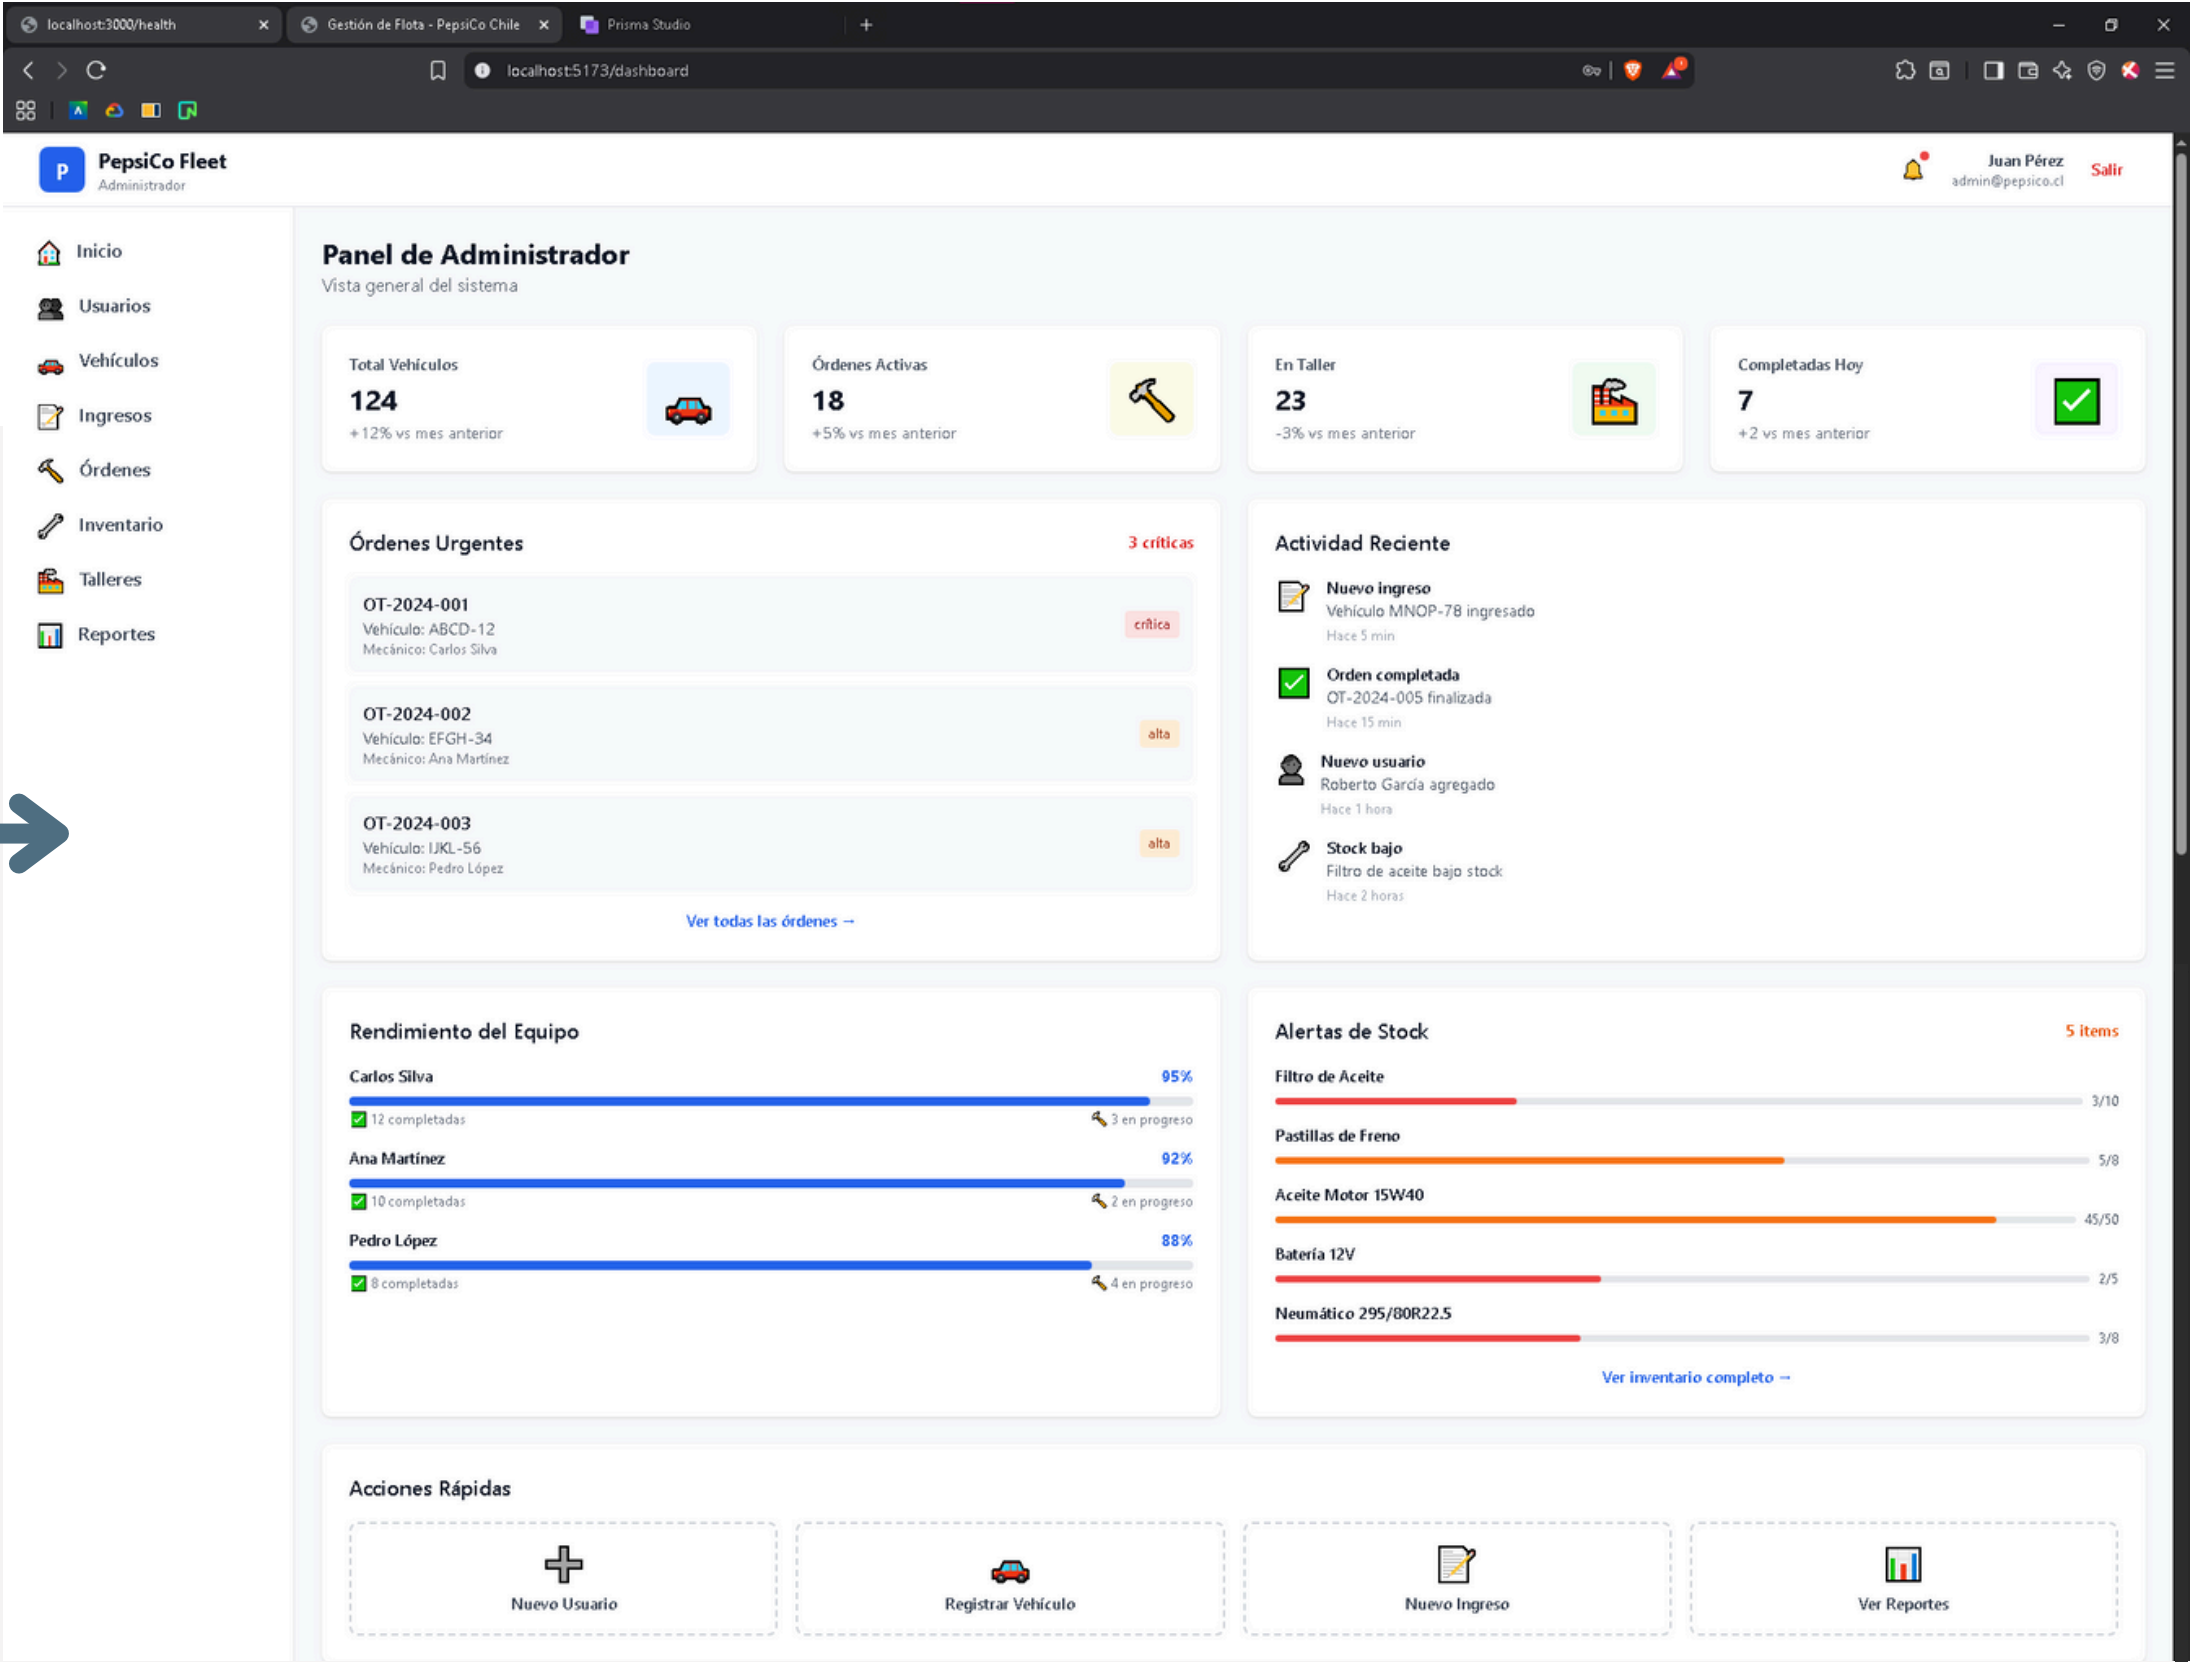 localhost:3000/health
Gestión de Flota - PepsiCo Chile
Prisma Studio
localhost:5173/dashboard
P
PepsiCo Fleet
Administrador
Juan Pérez
admin@pepsico.cl
Salir
Inicio
Usuarios
Vehículos
Ingresos
Órdenes
Inventario
Talleres
Reportes
Panel de Administrador
Vista general del sistema
Total Vehículos
124
+12% vs mes anterior
Órdenes Activas
18
+5% vs mes anterior
En Taller
23
-3% vs mes anterior
Completadas Hoy
7
+2 vs mes anterior
Órdenes Urgentes
3 críticas
OT-2024-001
Vehículo: ABCD-12
Mecánico: Carlos Silva
crítica
OT-2024-002
Vehículo: EFGH-34
Mecánico: Ana Martínez
alta
OT-2024-003
Vehículo: IJKL-56
Mecánico: Pedro López
alta
Ver todas las órdenes →
Actividad Reciente
Nuevo ingreso
Vehículo MNOP-78 ingresado
Hace 5 min
Orden completada
OT-2024-005 finalizada
Hace 15 min
Nuevo usuario
Roberto García agregado
Hace 1 hora
Stock bajo
Filtro de aceite bajo stock
Hace 2 horas
Rendimiento del Equipo
Carlos Silva
95%
12 completadas
3 en progreso
Ana Martínez
92%
10 completadas
2 en progreso
Pedro López
88%
8 completadas
4 en progreso
Alertas de Stock
5 items
Filtro de Aceite
3/10
Pastillas de Freno
5/8
Aceite Motor 15W40
45/50
Batería 12V
2/5
Neumático 295/80R22.5
3/8
Ver inventario completo →
Acciones Rápidas
Nuevo Usuario
Registrar Vehículo
Nuevo Ingreso
Ver Reportes